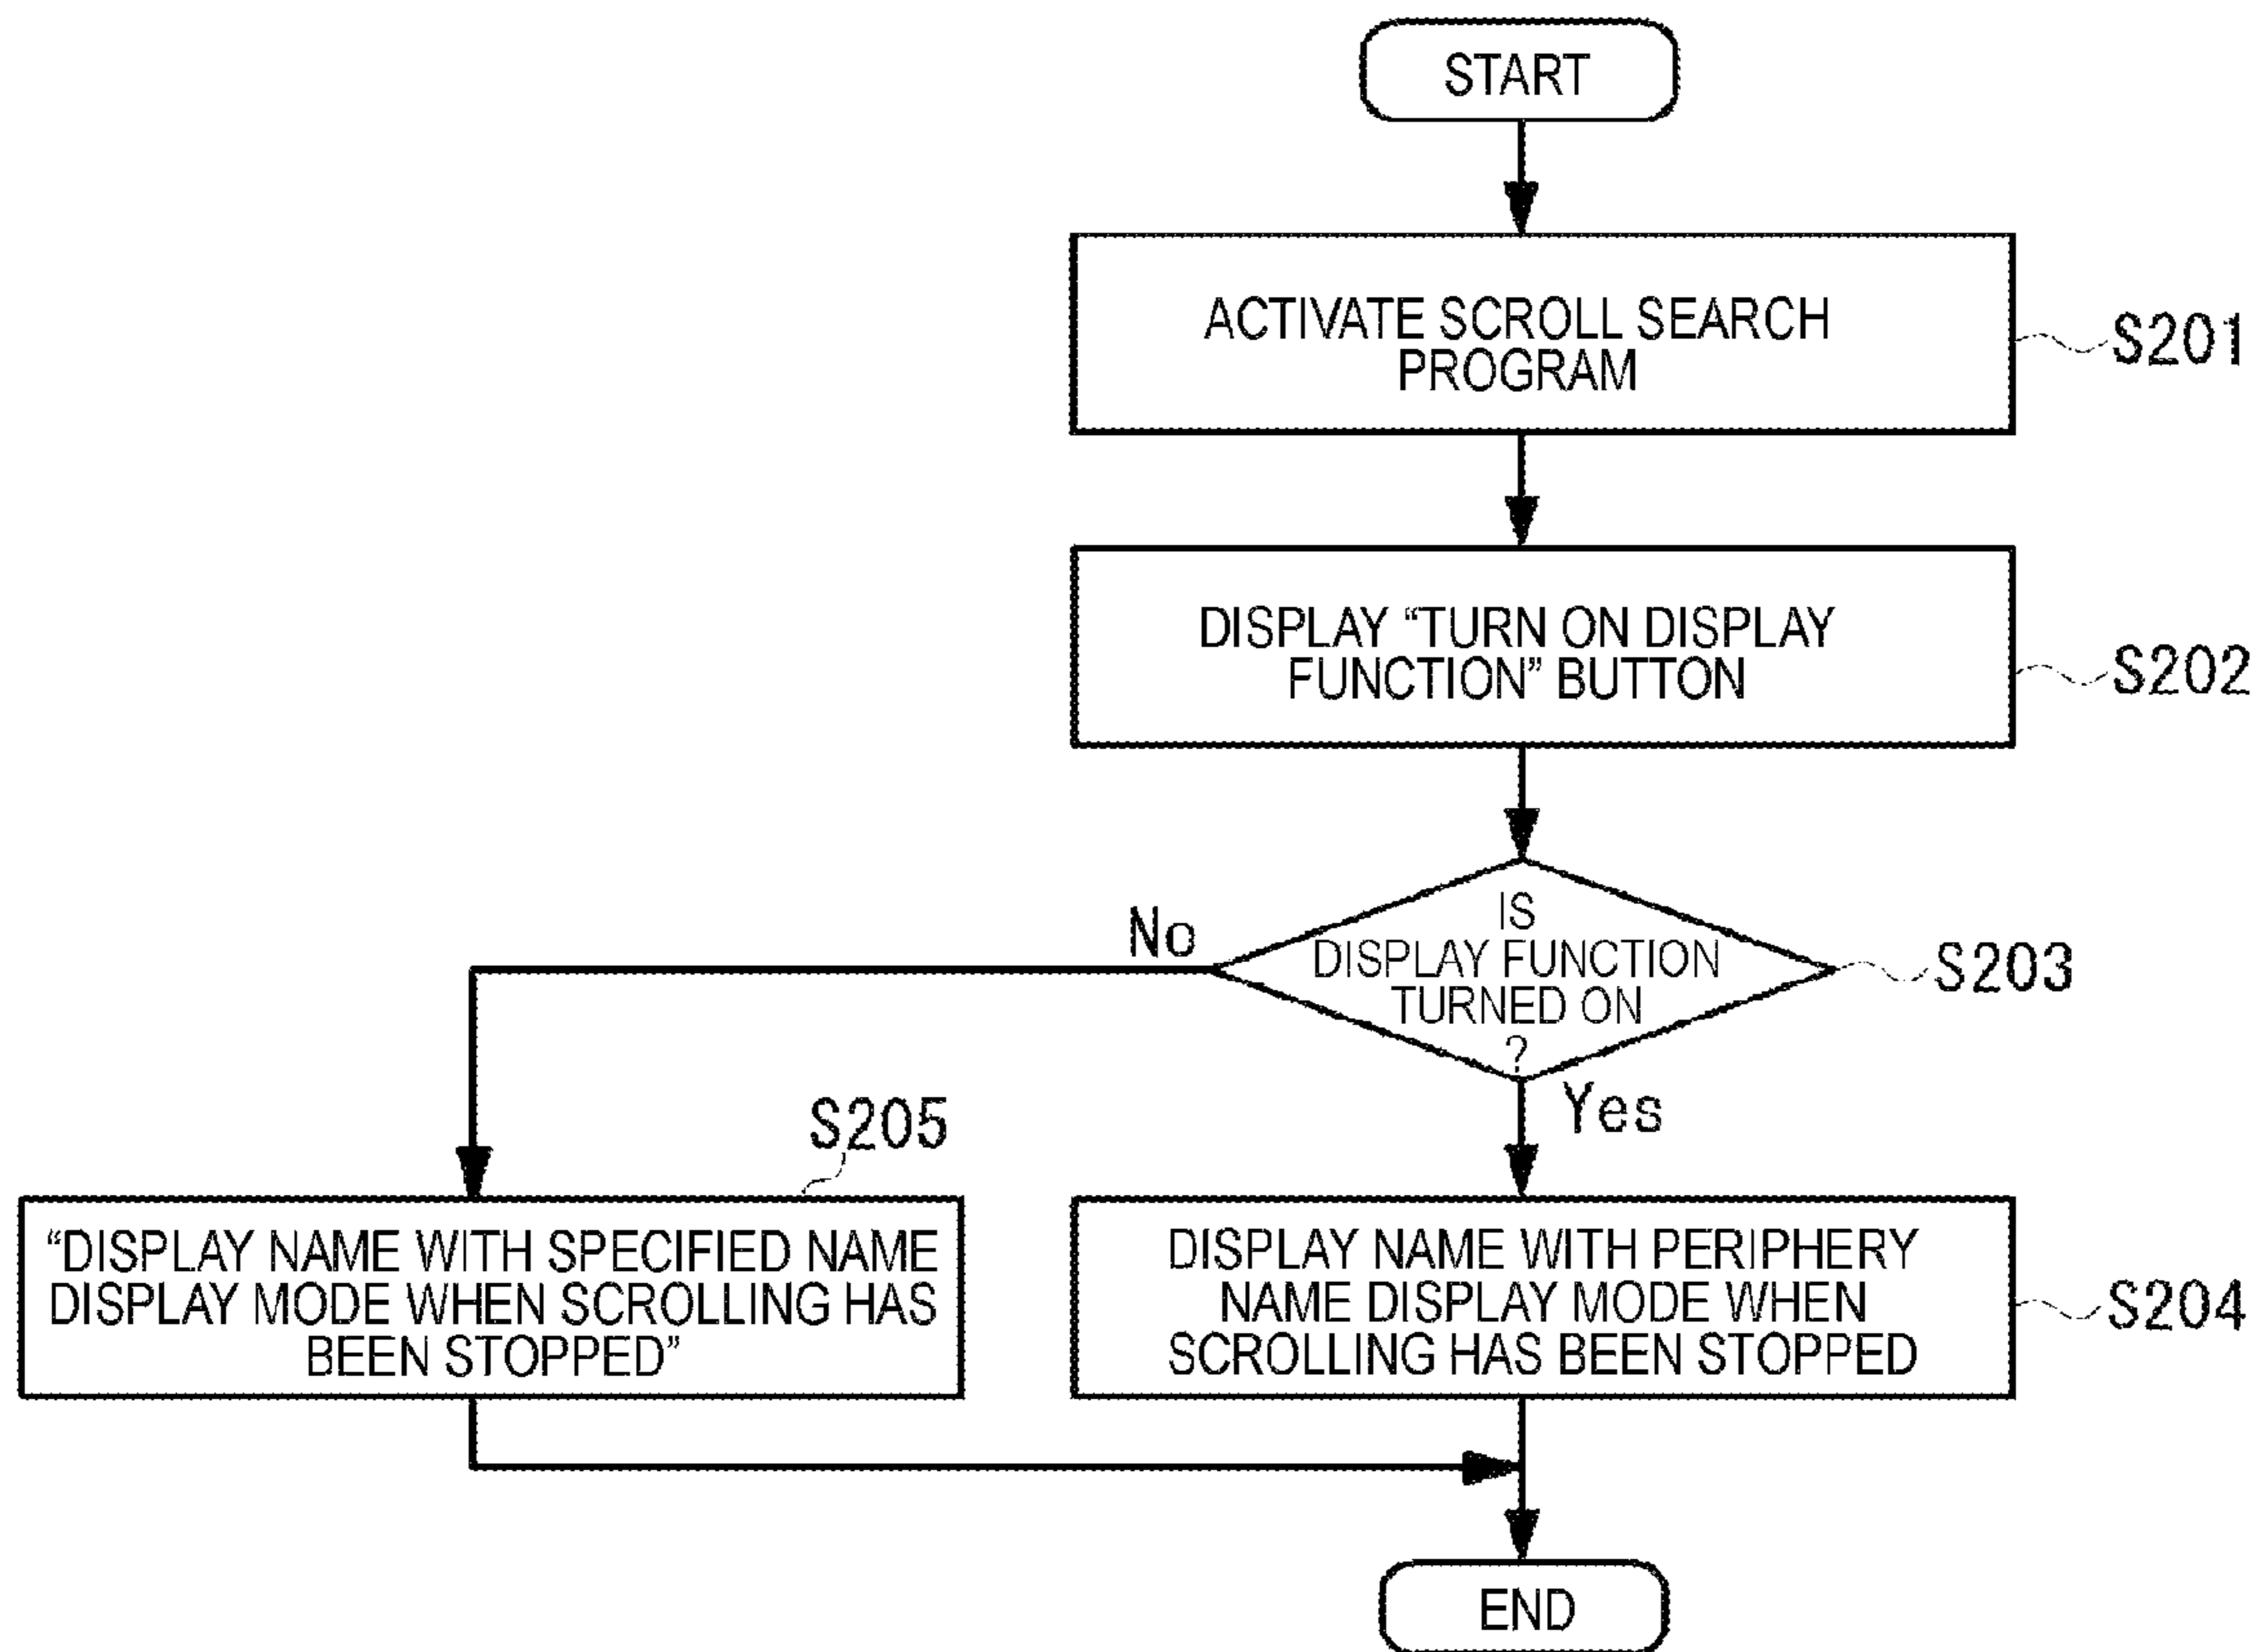 START
ACTIVATE SCROLL SEARCH
PROGRAM
S201
DISPLAY “TURN ON DISPLAY
FUNCTION” BUTTON
S202
IS
DISPLAY FUNCTION
TURNED ON
?
S203
No
Yes
S205
“DISPLAY NAME WITH SPECIFIED NAME
DISPLAY MODE WHEN SCROLLING HAS
BEEN STOPPED”
DISPLAY NAME WITH PERIPHERY
NAME DISPLAY MODE WHEN
SCROLLING HAS BEEN STOPPED
S204
END